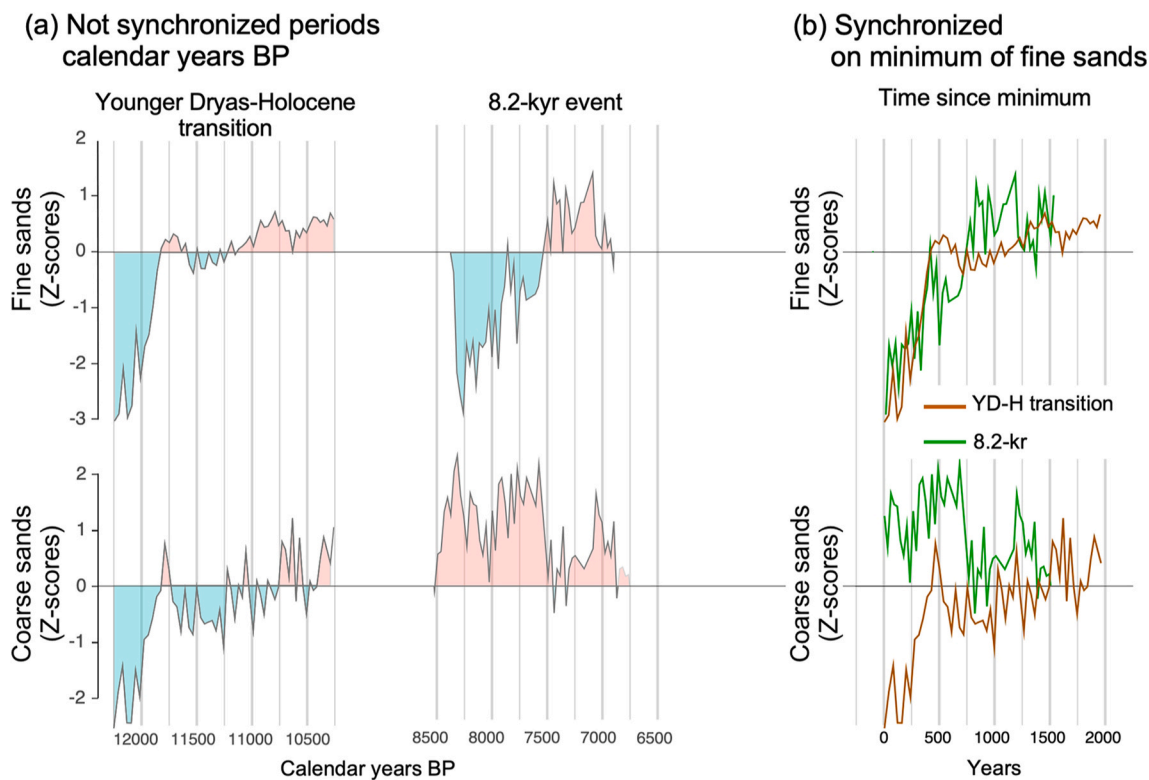 (a) Not synchronized periods
calendar years BP
(b) Synchronized
on minimum of fine sands
Younger Dryas-Holocene
transition
8.2-kyr event
Time since minimum
Fine sands
(Z-scores)
2
1
0
-1
-2
-3
Fine sands
(Z-scores)
YD-H transition
8.2-kr
Coarse sands
(Z-scores)
2
1
0
-1
-2
Coarse sands
(Z-scores)
12000 11500 11000 10500
8500 8000 7500 7000 6500
0 500 1000 1500 2000
Calendar years BP
Years